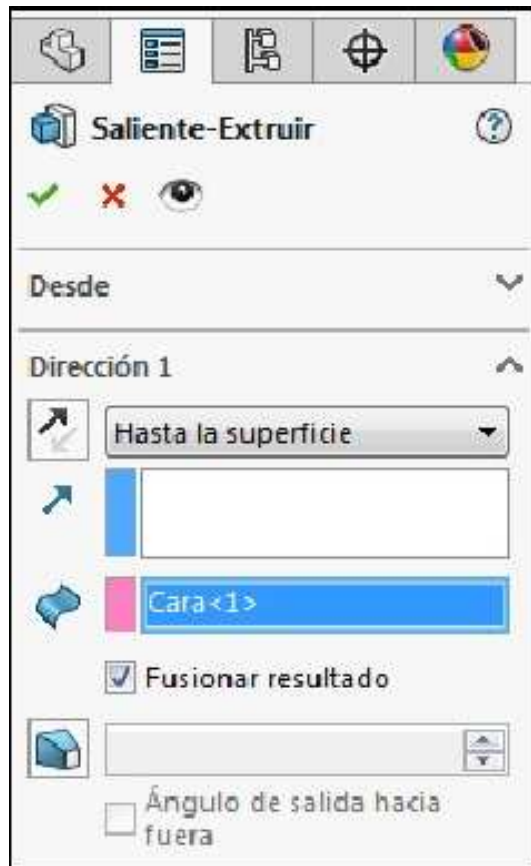 Saliente-Extruir
Desde
Dirección 1
Hasta la superficie
Cara<1>
Fusionar resultado
Ángulo de salida hacia
fuera